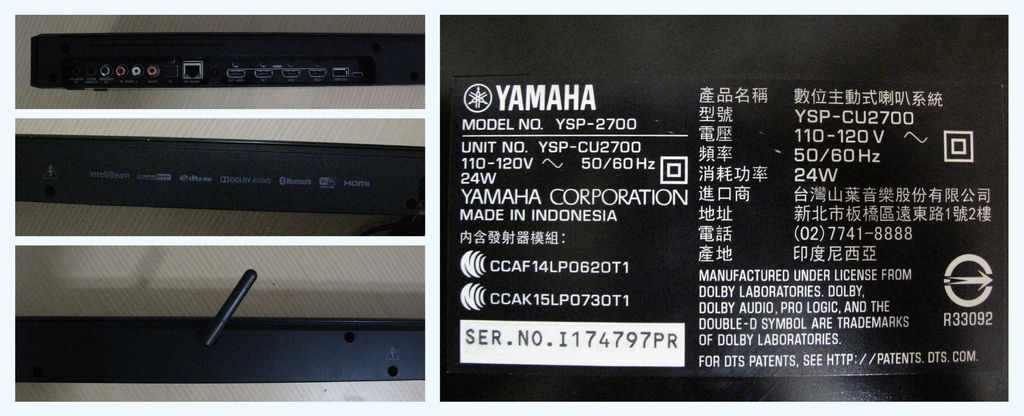 HDMI
IntelliBeam
dts-HD
DOLBY AUDIO
Bluetooth
HDMI
YAMAHA
MODEL NO. YSP-2700
UNIT NO. YSP-CU2700
110-120V ～ 50/60Hz
24W
YAMAHA CORPORATION
MADE IN INDONESIA
內含發射器模組：
CCAF14LP0620T1
CCAK15LP0730T1
SER.NO.I174797PR
產品名稱 數位主動式喇叭系統
型號 YSP-CU2700
電壓 110-120V ～
頻率 50/60Hz
消耗功率 24W
進口商 台灣山葉音樂股份有限公司
地址 新北市板橋區遠東路1號2樓
電話 (02)7741-8888
產地 印度尼西亞
MANUFACTURED UNDER LICENSE FROM
DOLBY LABORATORIES. DOLBY,
DOLBY AUDIO, PRO LOGIC, AND THE
DOUBLE-D SYMBOL ARE TRADEMARKS
OF DOLBY LABORATORIES.
FOR DTS PATENTS, SEE HTTP://PATENTS.DTS.COM.
R33092